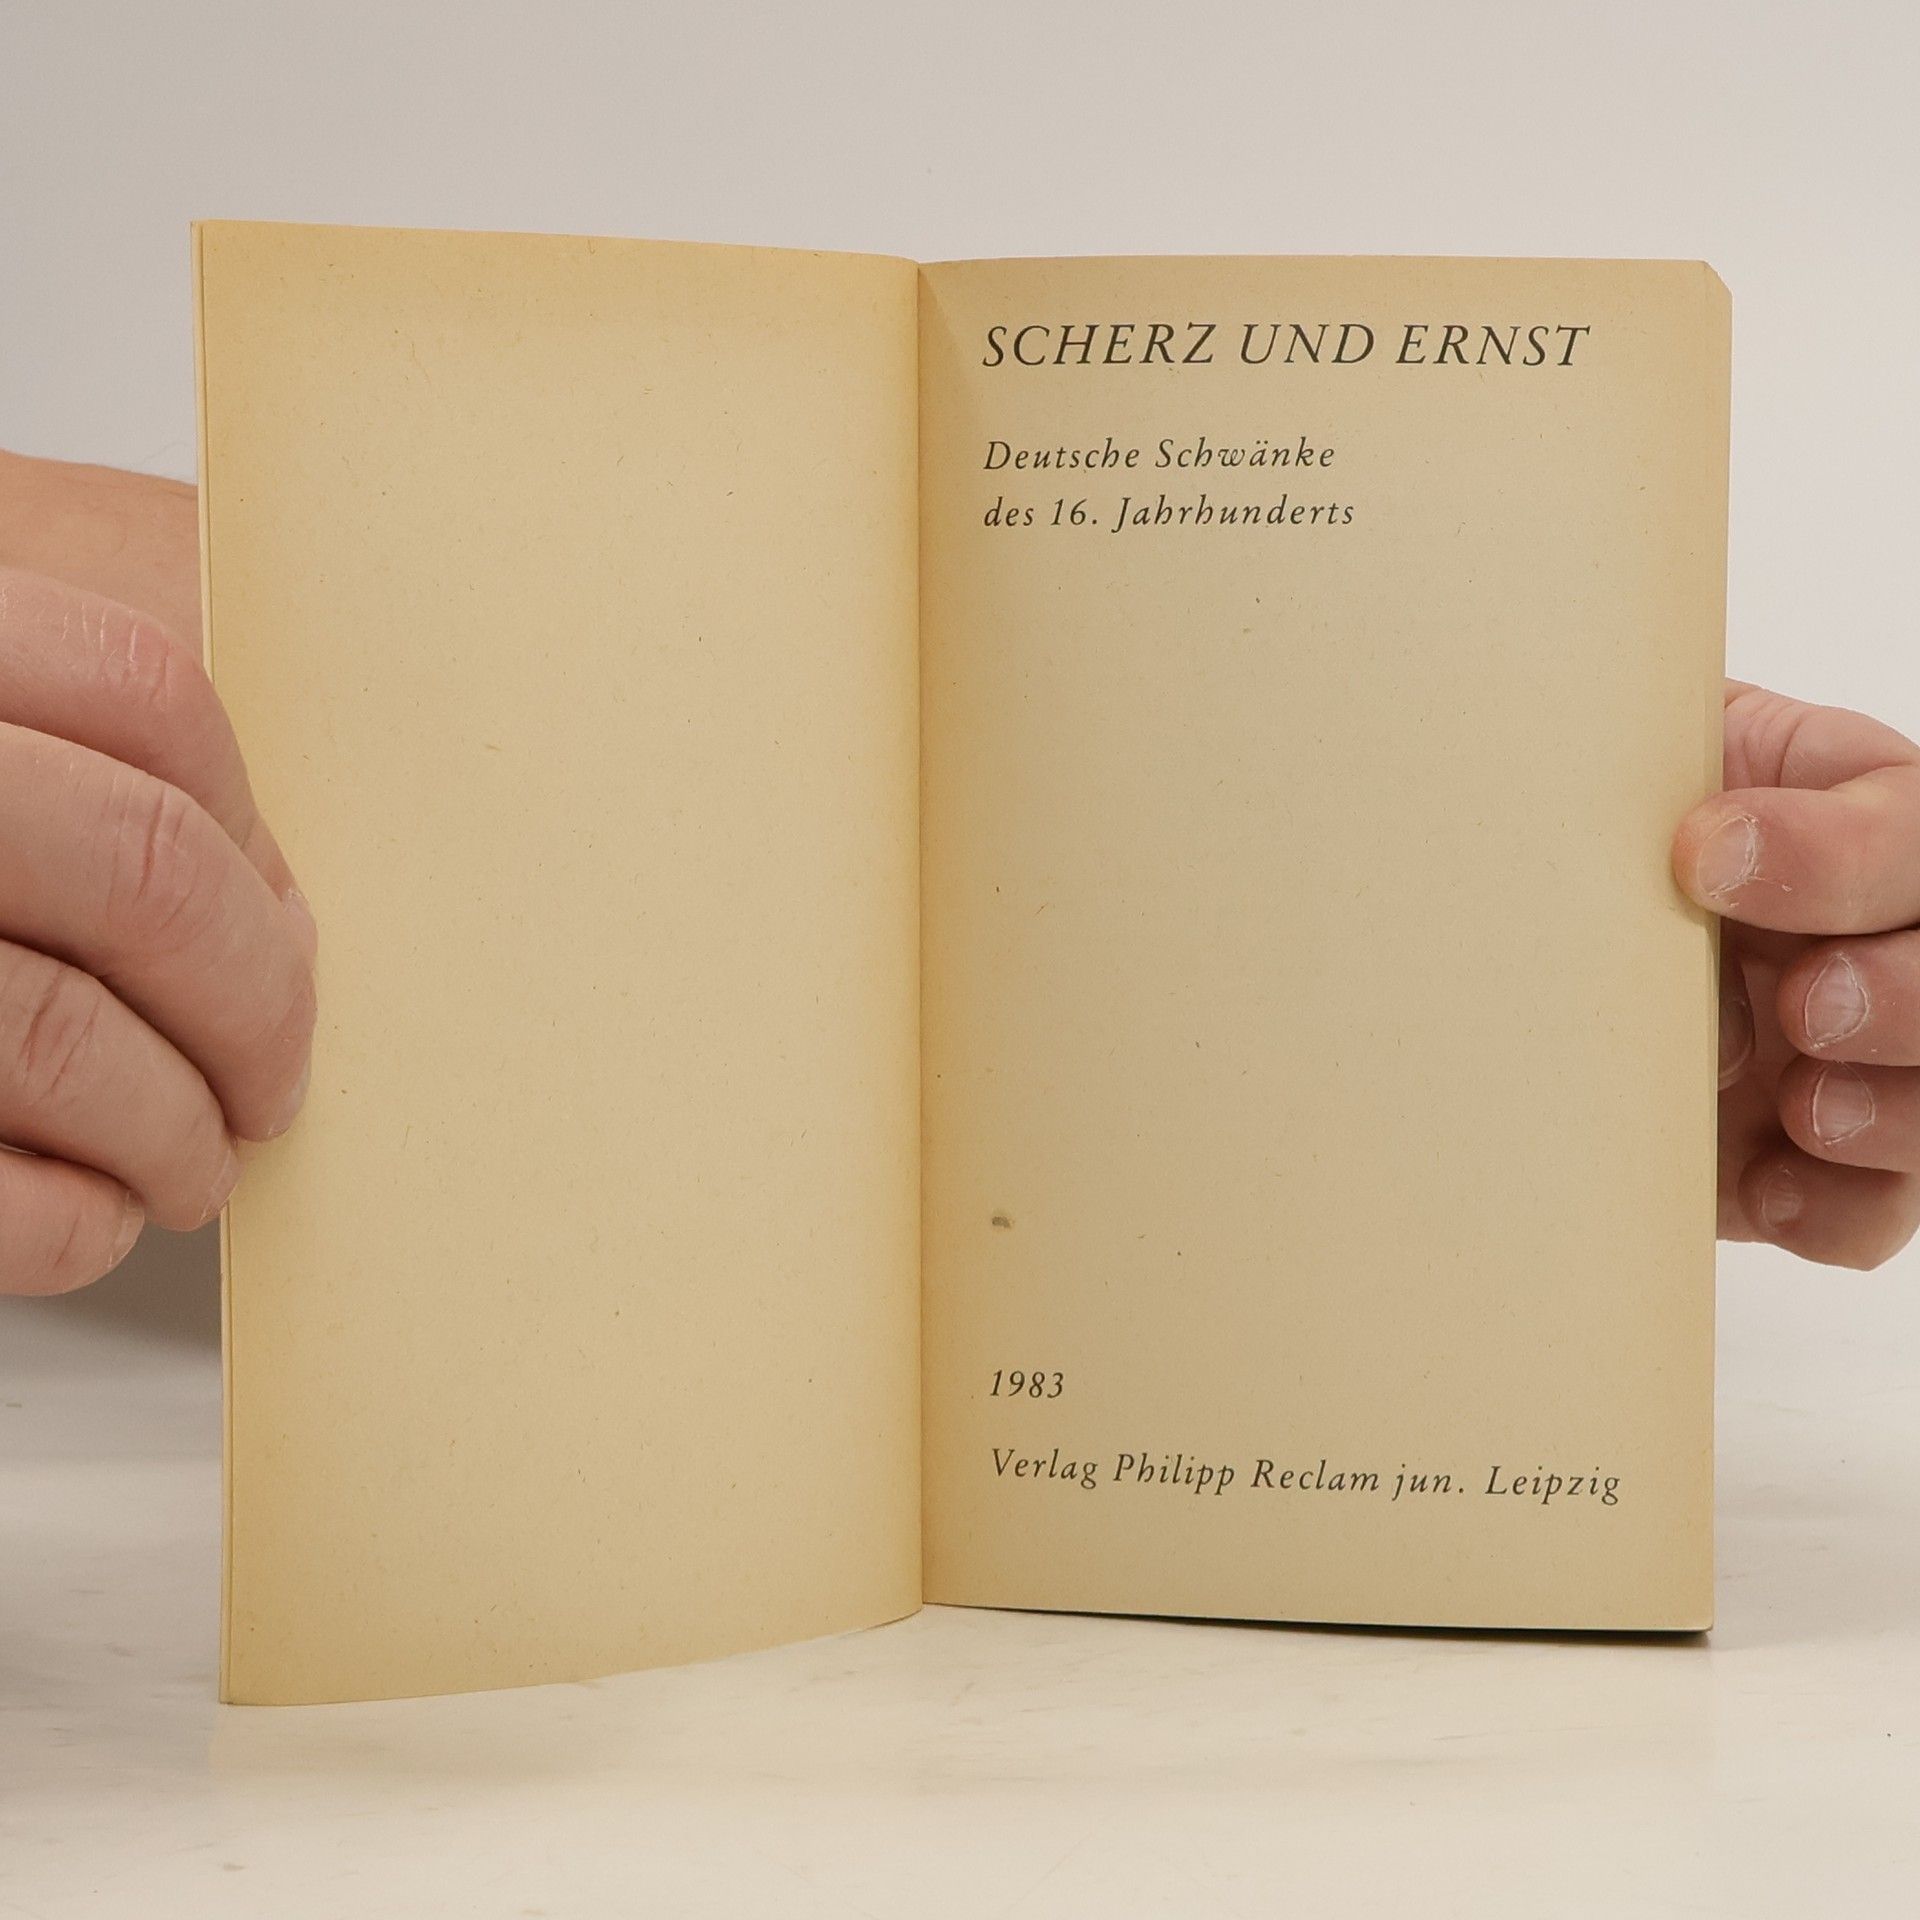 SCHERZ UND ERNST
Deutsche Schwänke
des 16. Jahrhunderts
1983
Verlag Philipp Reclam jun. Leipzig